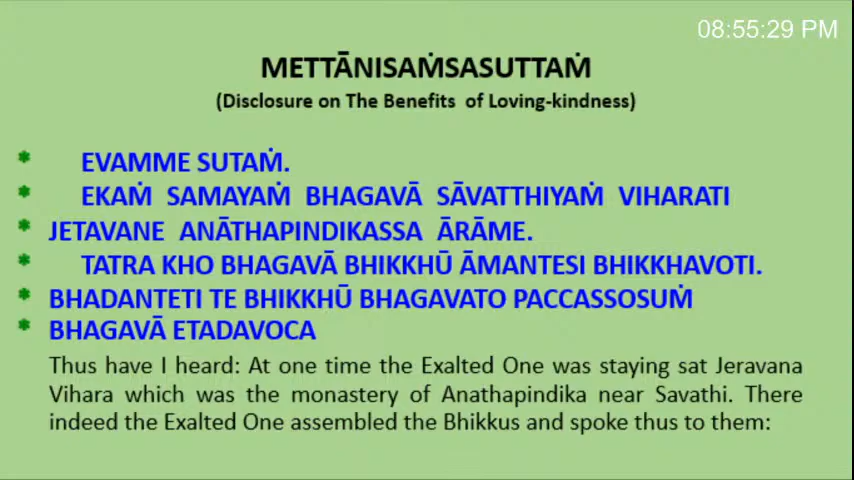 08:55:29 PM
METTĀNISAṀSASUTTAṀ
(Disclosure on The Benefits of Loving-kindness)
* EVAMME SUTAṀ.
* EKAṀ SAMAYAṀ BHAGAVĀ SĀVATTHIYAṀ VIHARATI
* JETAVANE ANĀTHAPINDIKASSA ĀRĀME.
* TATRA KHO BHAGAVĀ BHIKKHŪ ĀMANTESI BHIKKHAVOTI.
* BHADANTETI TE BHIKKHŪ BHAGAVATO PACCASSOSUṀ
* BHAGAVĀ ETADAVOCA
Thus have I heard: At one time the Exalted One was staying sat Jeravana
Vihara which was the monastery of Anathapindika near Savathi. There
indeed the Exalted One assembled the Bhikkus and spoke thus to them: